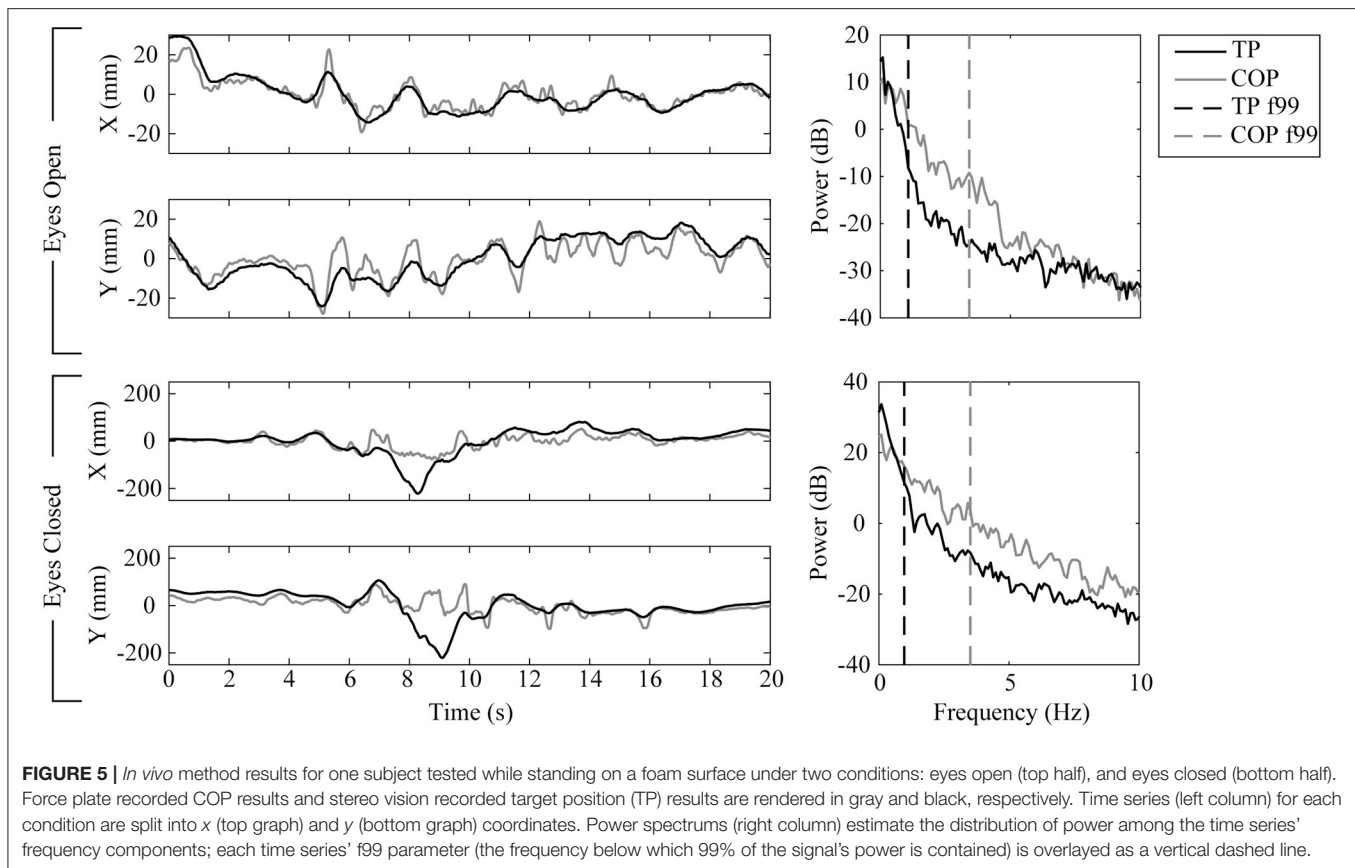 Eyes Open
X (mm)
20
0
-20
Y (mm)
20
0
-20
Power (dB)
20
10
0
-10
-20
-30
-40
0
5
10
TP
COP
TP f99
COP f99
Eyes Closed
X (mm)
200
0
-200
Y (mm)
200
0
-200
0 2 4 6 8 10 12 14 16 18 20
Time (s)
Power (dB)
40
20
0
-20
-40
0 5 10
Frequency (Hz)
FIGURE 5 | In vivo method results for one subject tested while standing on a foam surface under two conditions: eyes open (top half), and eyes closed (bottom half).
Force plate recorded COP results and stereo vision recorded target position (TP) results are rendered in gray and black, respectively. Time series (left column) for each
condition are split into x (top graph) and y (bottom graph) coordinates. Power spectrums (right column) estimate the distribution of power among the time series'
frequency components; each time series' f99 parameter (the frequency below which 99% of the signal's power is contained) is overlayed as a vertical dashed line.